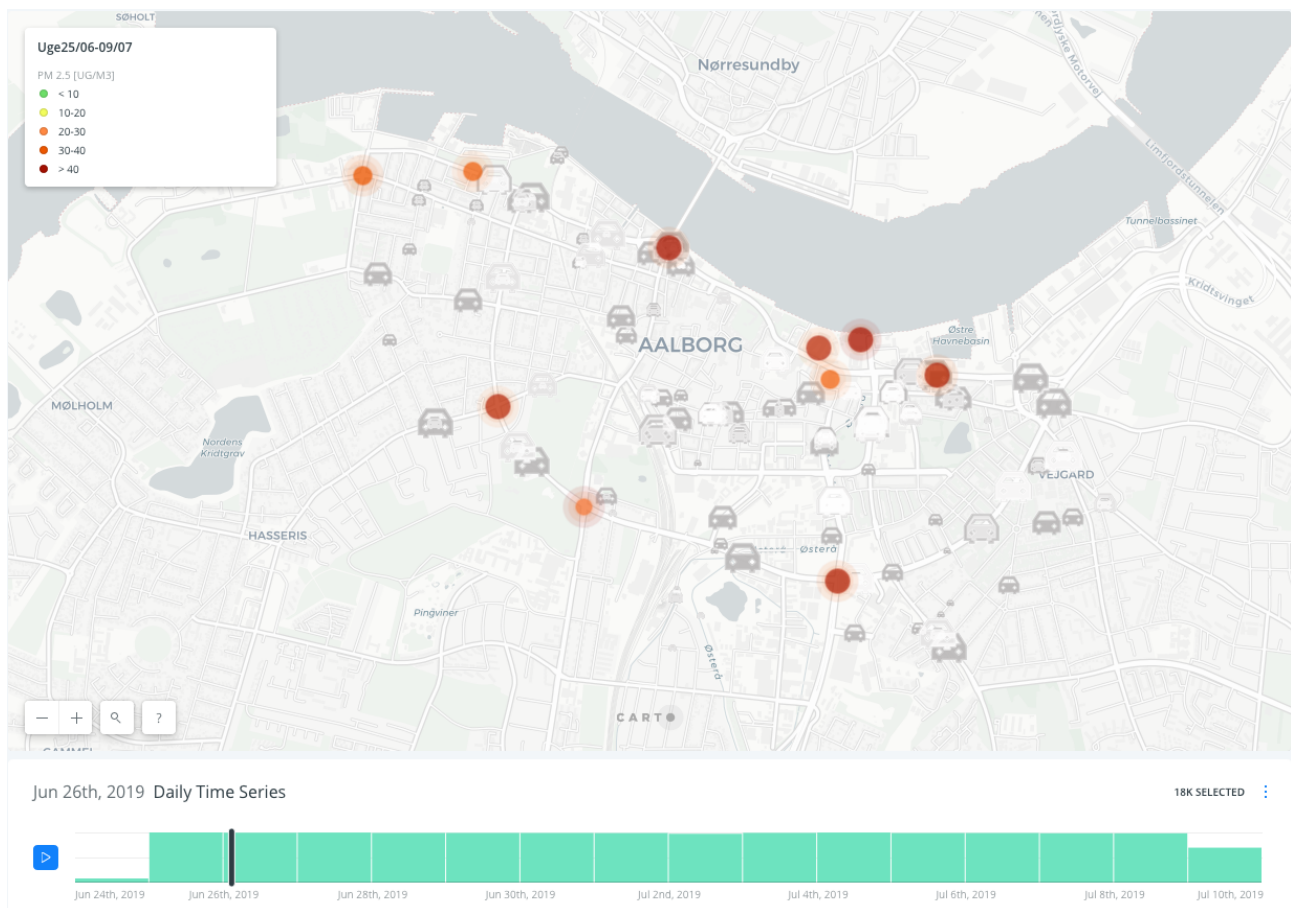 SØHOLT
Uge25/06-09/07
PM 2.5 [UG/M3]
< 10
10-20
20-30
30-40
> 40
Nørresundby
Limfjordstunnelen
Tunnelbassinet
Kridtsvinget
Østre
Havnebasin
AALBORG
MØLHOLM
Nordens
Kridtgrav
VEJGARD
HASSERIS
Østerå
Pingviner
Østerå
CARTO
Jun 26th, 2019 Daily Time Series
18K SELECTED
Jun 24th, 2019
Jun 26th, 2019
Jun 28th, 2019
Jun 30th, 2019
Jul 2nd, 2019
Jul 4th, 2019
Jul 6th, 2019
Jul 8th, 2019
Jul 10th, 2019